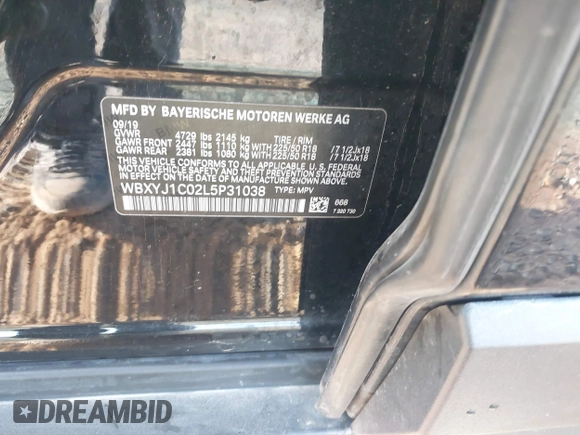 MFD BY BAYERISCHE MOTOREN WERKE AG
09/19
GVWR 4729 lbs 2145 kg TIRE / RIM
GAWR FRONT 2447 lbs 1110 kg WITH 225/50 R18 /7 1/2Jx18
GAWR REAR 2381 lbs 1080 kg WITH 225/50 R18 /7 1/2Jx18
THIS VEHICLE CONFORMS TO ALL APPLICABLE U.S. FEDERAL
MOTOR VEHICLE SAFETY AND THEFT PREVENTION STANDARDS
IN EFFECT ON THE DATE OF MANUFACTURE SHOWN ABOVE.
WBXYJ1C02L5P31038 TYPE: MPV
668
7 320 730
DREAMBID